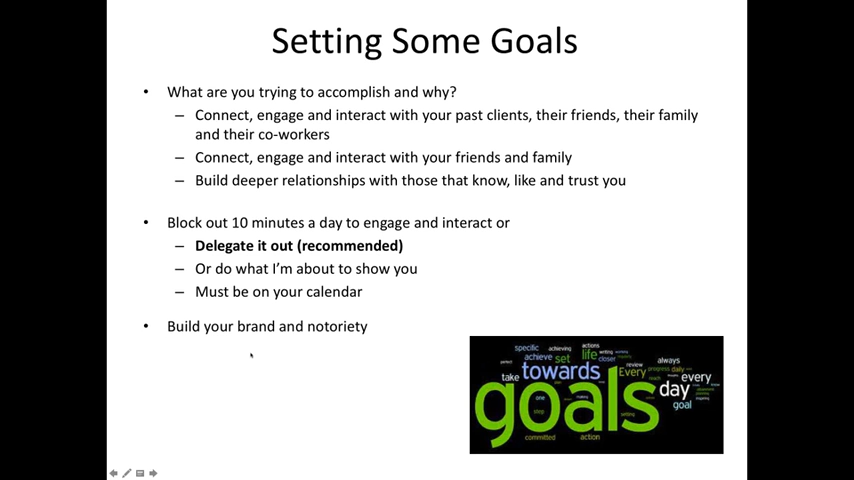 Setting Some Goals
• What are you trying to accomplish and why?
– Connect, engage and interact with your past clients, their friends, their family
and their co-workers
– Connect, engage and interact with your friends and family
– Build deeper relationships with those that know, like and trust you
• Block out 10 minutes a day to engage and interact or
– Delegate it out (recommended)
– Or do what I'm about to show you
– Must be on your calendar
• Build your brand and notoriety
specific achieving actions
achieve set life writing closer always
towards Every review progress daily
take every
goals day
one goal
step
setting
committed action